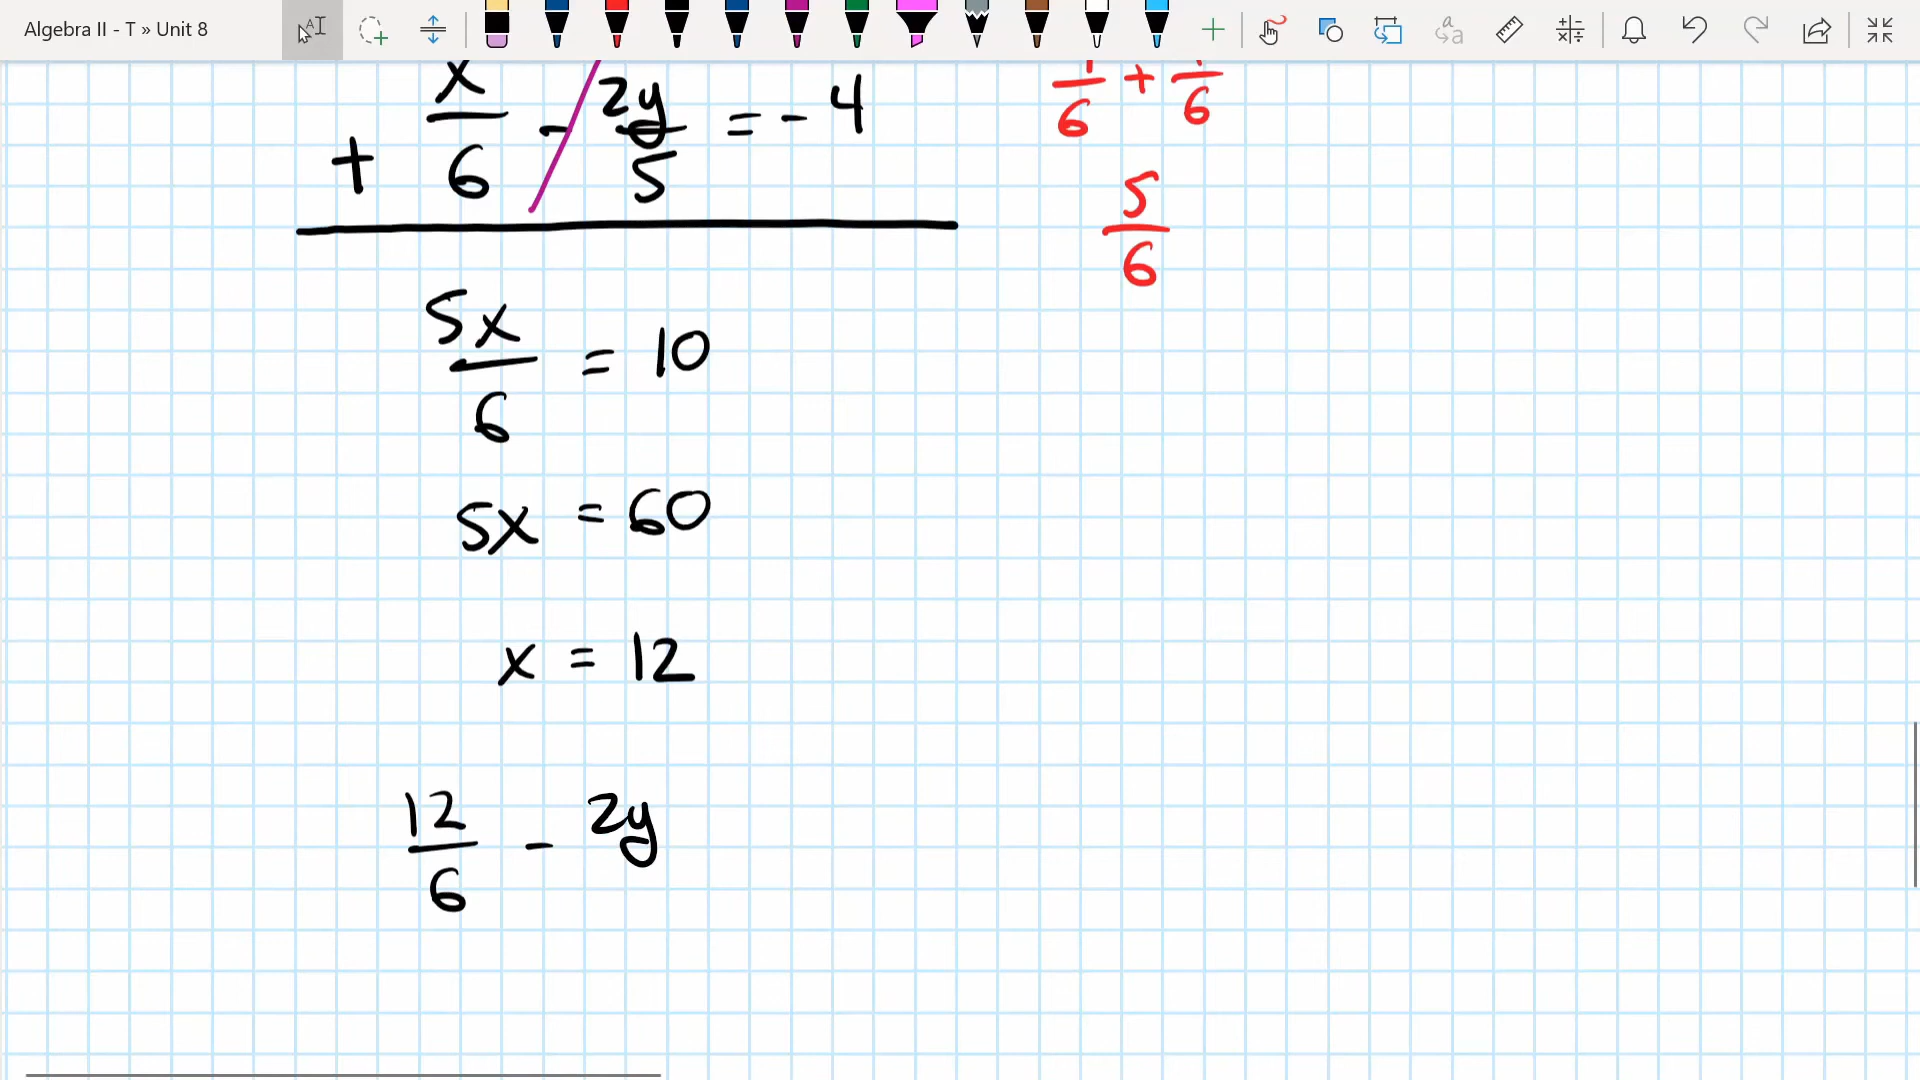 Algebra II - T » Unit 8
+ x/6 - 2y/5 = - 4
/6 + /6
5/6
5x/6 = 10
5x = 60
x = 12
12/6 - 2y